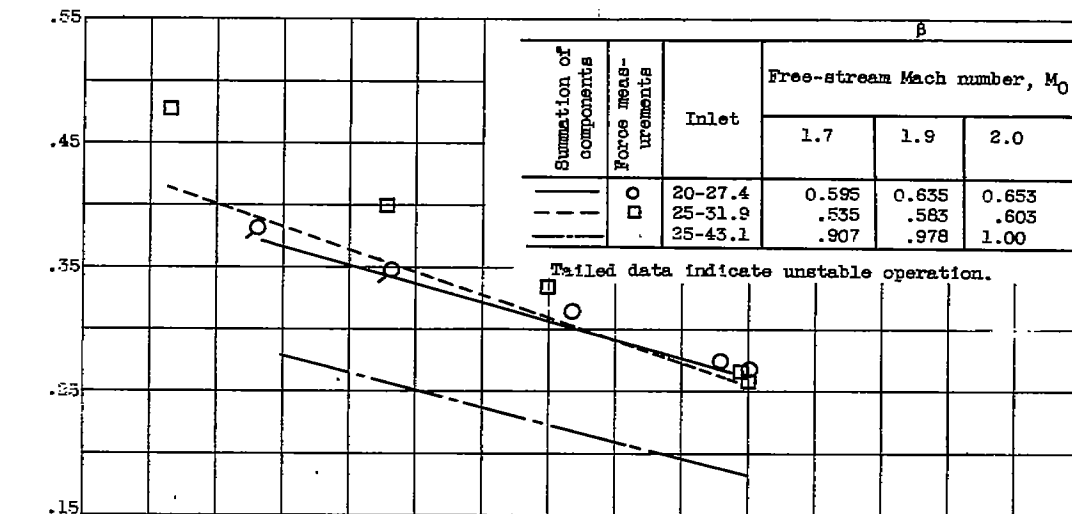 .55
.45
.35
.25
.15
β
Summation of components
Force meas-urements
Inlet
Free-stream Mach number, M0
1.7 1.9 2.0
20-27.4 0.595 0.635 0.653
25-31.9 .535 .583 .603
25-43.1 .907 .978 1.00
Tailed data indicate unstable operation.